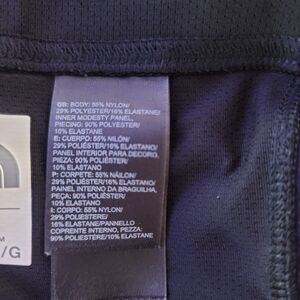 GB: BODY: 55% NYLON/
29% POLYESTER/16% ELASTANE/
INNER MODESTY PANEL,
PIECING: 90% POLYESTER/
10% ELASTANE
E: CUERPO: 55% NILÓN/
29% POLIÉSTER/16% ELASTANO/
PANEL INTERIOR PARA DECORO,
PIEZA: 90% POLIÉSTER/
10% ELASTANO
P: CORPETE: 55% NÁILON/
29% POLIÉSTER/16% ELASTANO/
PAINEL INTERNO DA BRAGUILHA,
PEÇA: 90% POLIÉSTER/
10% ELASTANO
I: CORPO: 55% NYLON/
29% POLIESTERE/
16% ELASTAN/PANNELLO
COPRENTE INTERNO, PEZZA:
90% POLIESTERE/10% ELASTANE
M
/G